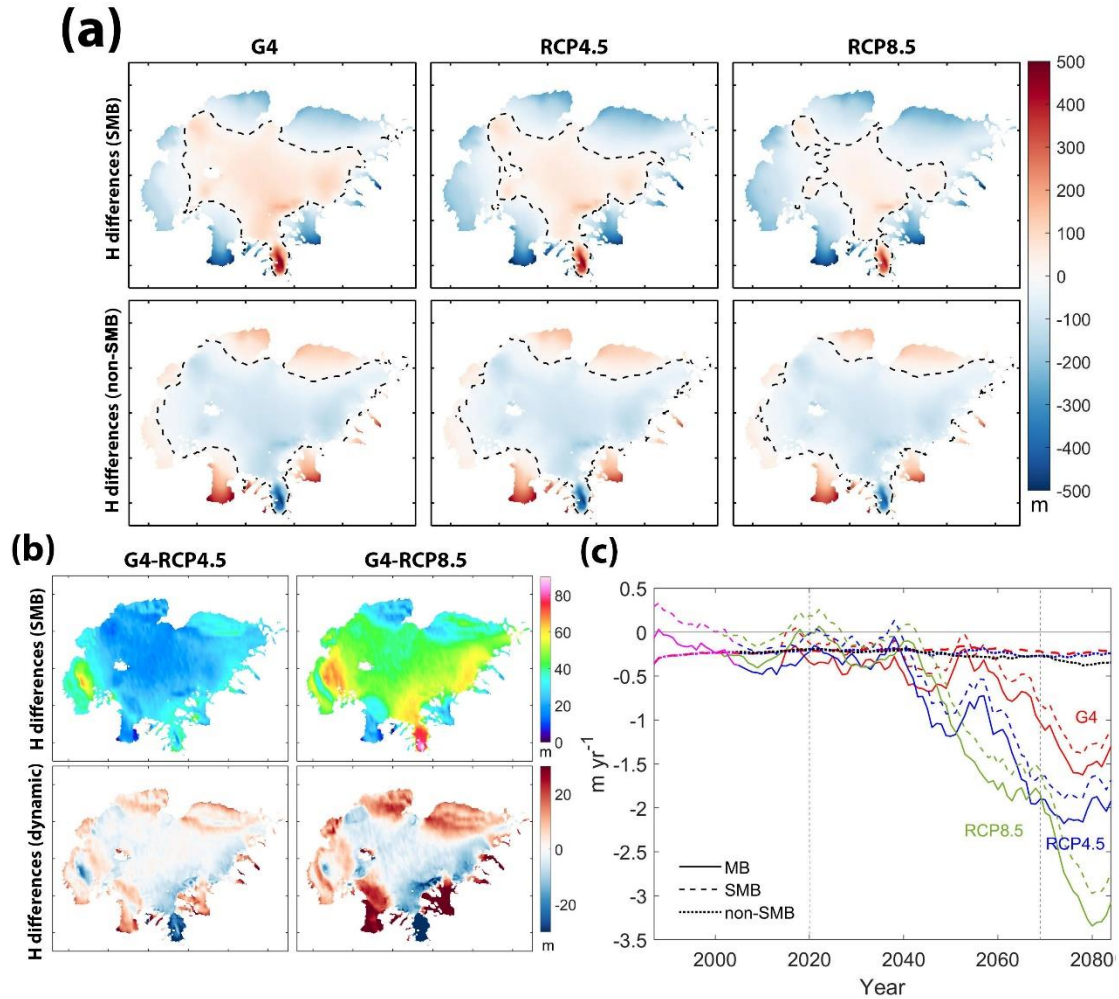 (a)
G4 RCP4.5 RCP8.5
H differences (SMB)
H differences (non-SMB)
500
400
300
200
100
0
-100
-200
-300
-400
-500
m
(b)
G4-RCP4.5 G4-RCP8.5
H differences (SMB)
80
60
40
20
0
m
H differences (dynamic)
20
0
-20
m
(c)
0.5
0
-0.5
-1
-1.5
-2
-2.5
-3
-3.5
m yr-1
G4
RCP8.5
RCP4.5
MB
SMB
non-SMB
2000 2020 2040 2060 2080
Year